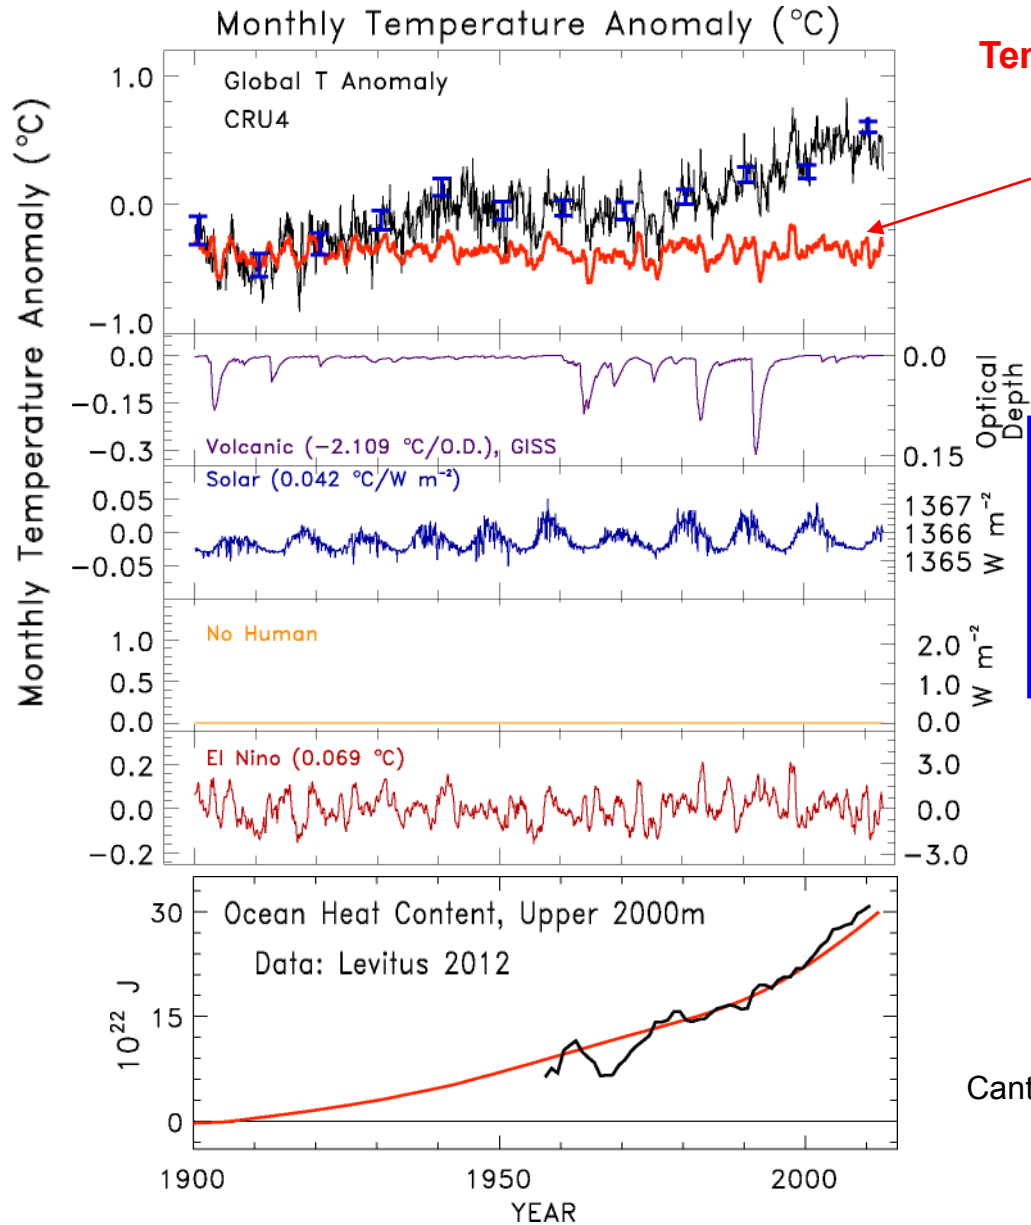 Monthly Temperature Anomaly (°C)
Ten
Monthly Temperature Anomaly (°C)
Global T Anomaly
CRU4
1.0
0.0
−1.0
0.0
−0.15
−0.3
0.0
0.15
Optical
Depth
Volcanic (−2.109 °C/O.D.), GISS
Solar (0.042 °C/W m⁻²)
0.05
0.00
−0.05
1367
1366
1365
W m⁻²
No Human
1.0
0.5
0.0
2.0
1.0
0.0
W m⁻²
El Nino (0.069 °C)
0.2
0.0
−0.2
3.0
0.0
−3.0
Ocean Heat Content, Upper 2000m
Data: Levitus 2012
30
15
0
10²² J
Cant
1900
1950
2000
YEAR